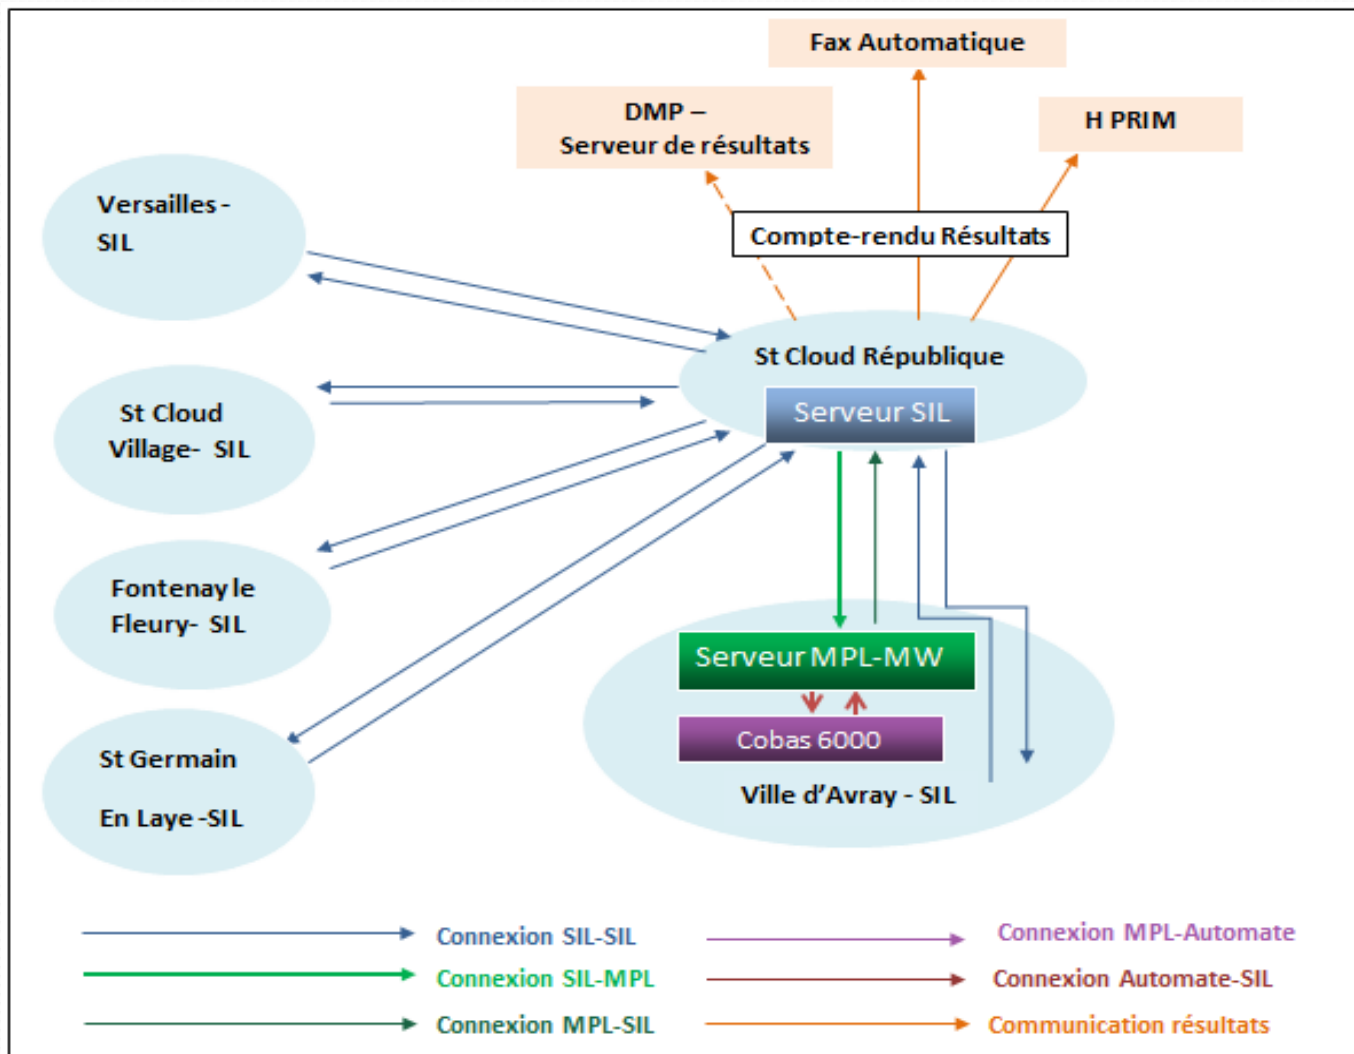 Fax Automatique
DMP –
Serveur de résultats
H PRIM
Compte-rendu Résultats
Versailles -
SIL
St Cloud République
Serveur SIL
St Cloud
Village- SIL
Fontenay le
Fleury- SIL
St Germain
En Laye -SIL
Serveur MPL-MW
Cobas 6000
Ville d’Avray - SIL
Connexion SIL-SIL
Connexion SIL-MPL
Connexion MPL-SIL
Connexion MPL-Automate
Connexion Automate-SIL
Communication résultats